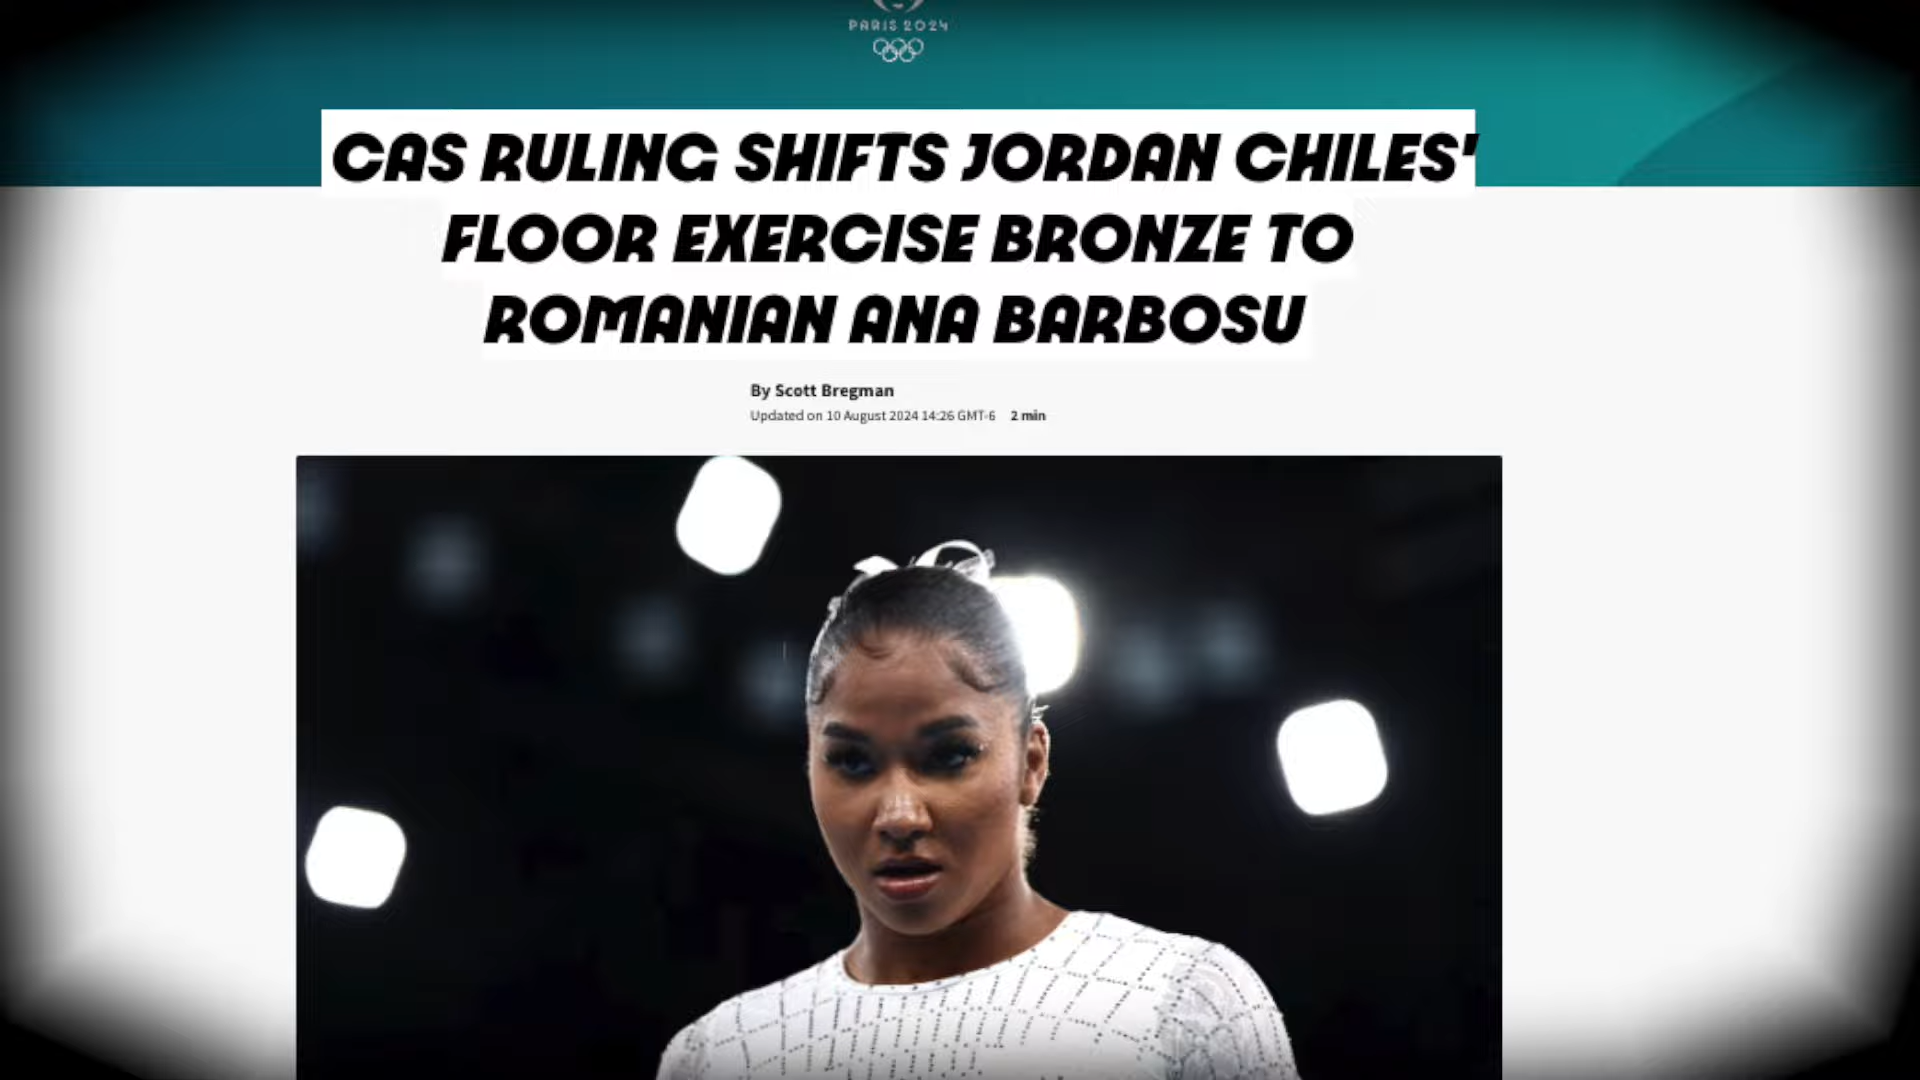 PARIS 2024
CAS RULING SHIFTS JORDAN CHILES'
FLOOR EXERCISE BRONZE TO
ROMANIAN ANA BARBOSU
By Scott Bregman
Updated on 10 August 2024 14:26 GMT-6 2 min